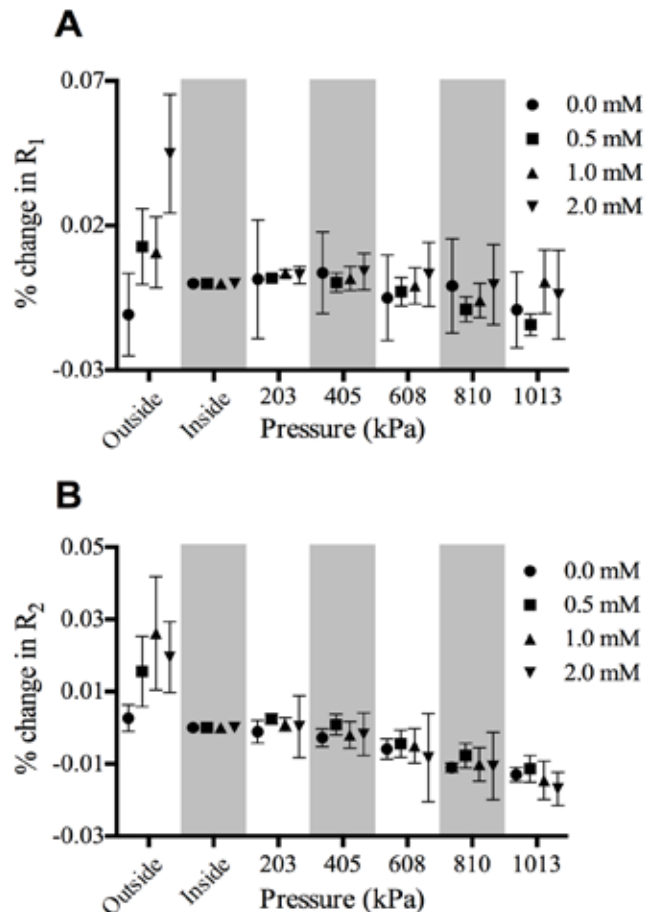 A
% change in R1
0.07
0.02
-0.03
0.0 mM
0.5 mM
1.0 mM
2.0 mM
Outside
Inside
203
405
608
810
1013
Pressure (kPa)
B
% change in R2
0.05
0.03
0.01
-0.01
-0.03
0.0 mM
0.5 mM
1.0 mM
2.0 mM
Outside
Inside
203
405
608
810
1013
Pressure (kPa)